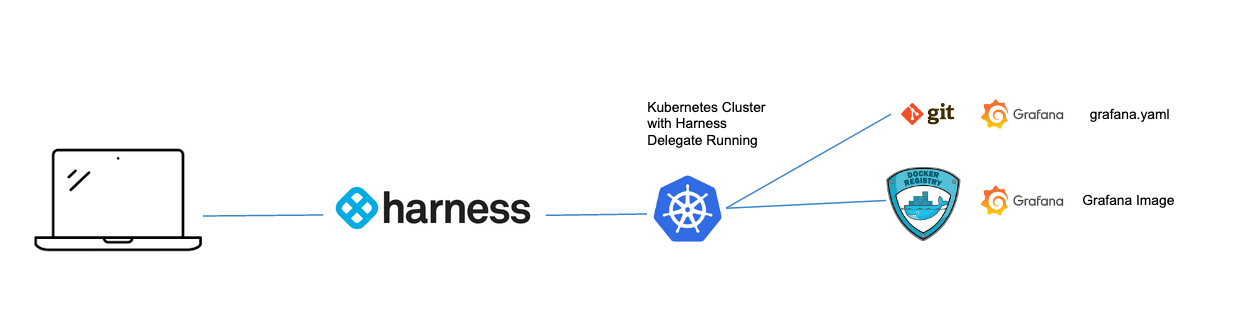 Kubernetes Cluster
with Harness
Delegate Running
git
Grafana
grafana.yaml
harness
DOCKER
REGISTRY
Grafana
Grafana Image